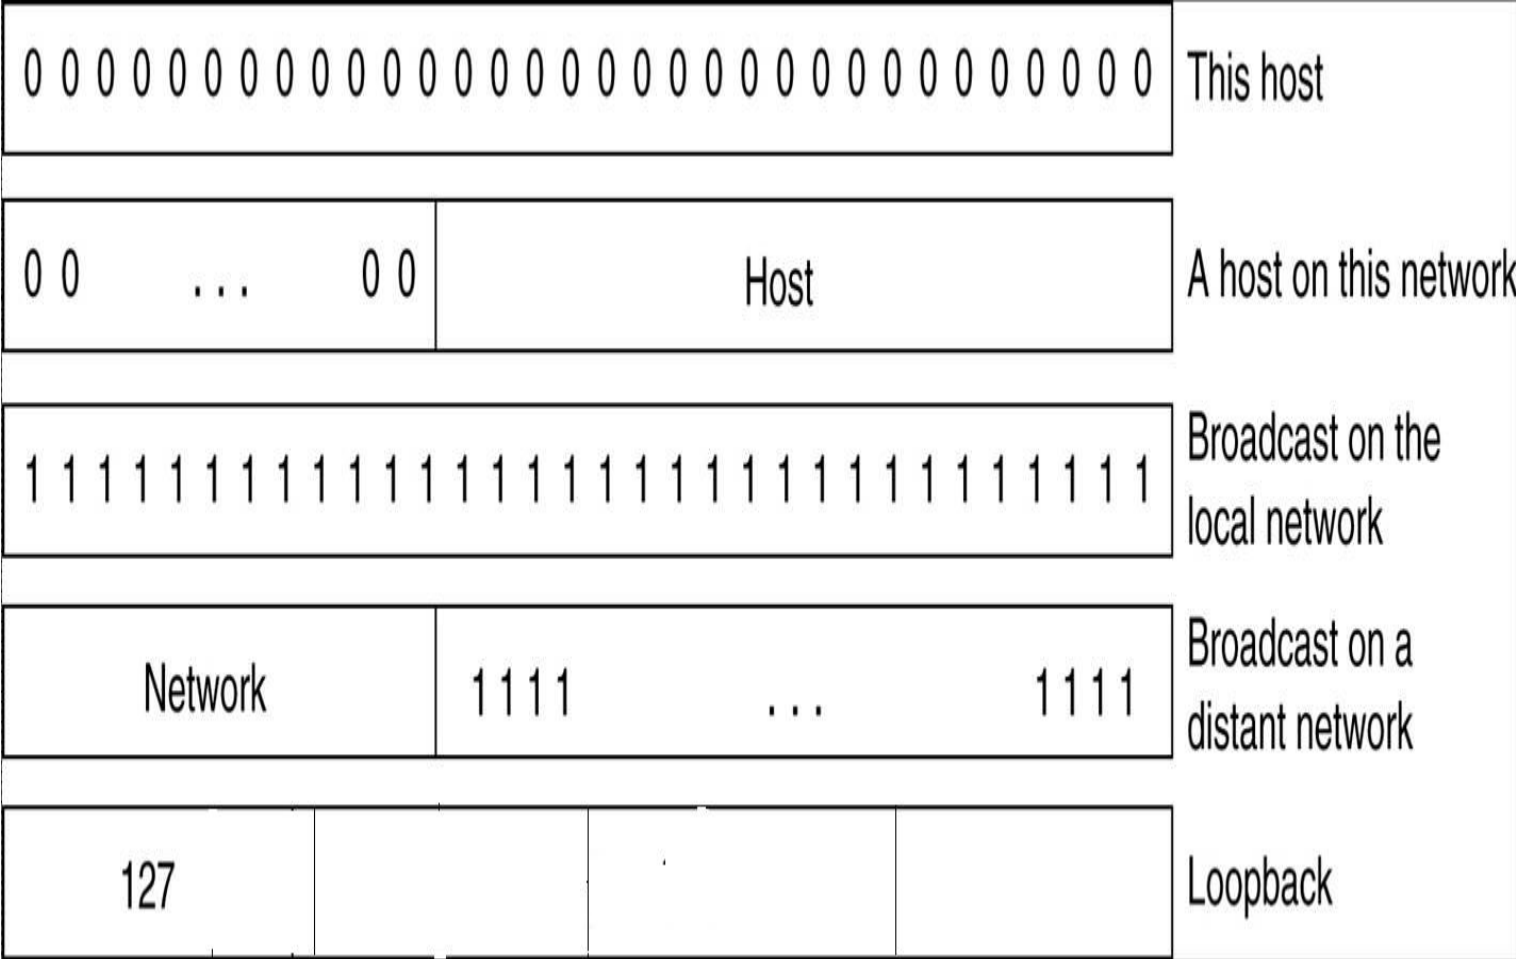 0 0 0 0 0 0 0 0 0 0 0 0 0 0 0 0 0 0 0 0 0 0 0 0 0 0 0 0 0 0 0 0 This host
0 0 ... 0 0 Host A host on this network
1 1 1 1 1 1 1 1 1 1 1 1 1 1 1 1 1 1 1 1 1 1 1 1 1 1 1 1 1 1 1 1 Broadcast on the
local network
Network 1 1 1 1 ... 1 1 1 1 Broadcast on a
distant network
127 Loopback